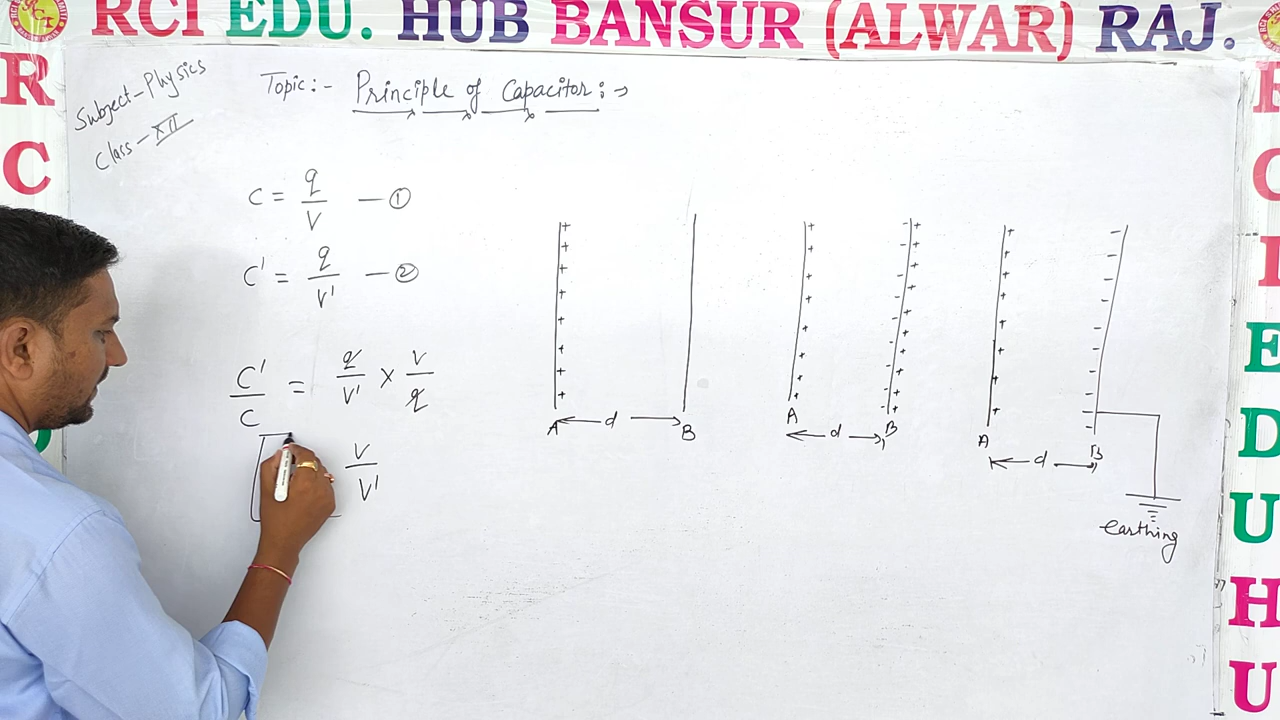 RCI EDU. HUB BANSUR (ALWAR) RAJ.
R
C
Subject-Physics
Class-XII
Topic:- Principle of Capacitor:→
C = q/V —①
C' = q/V' —②
C'/C = q/V' × V/q
V/V'
A d B
A d B
A d B
earthing
E
D
U
H
U